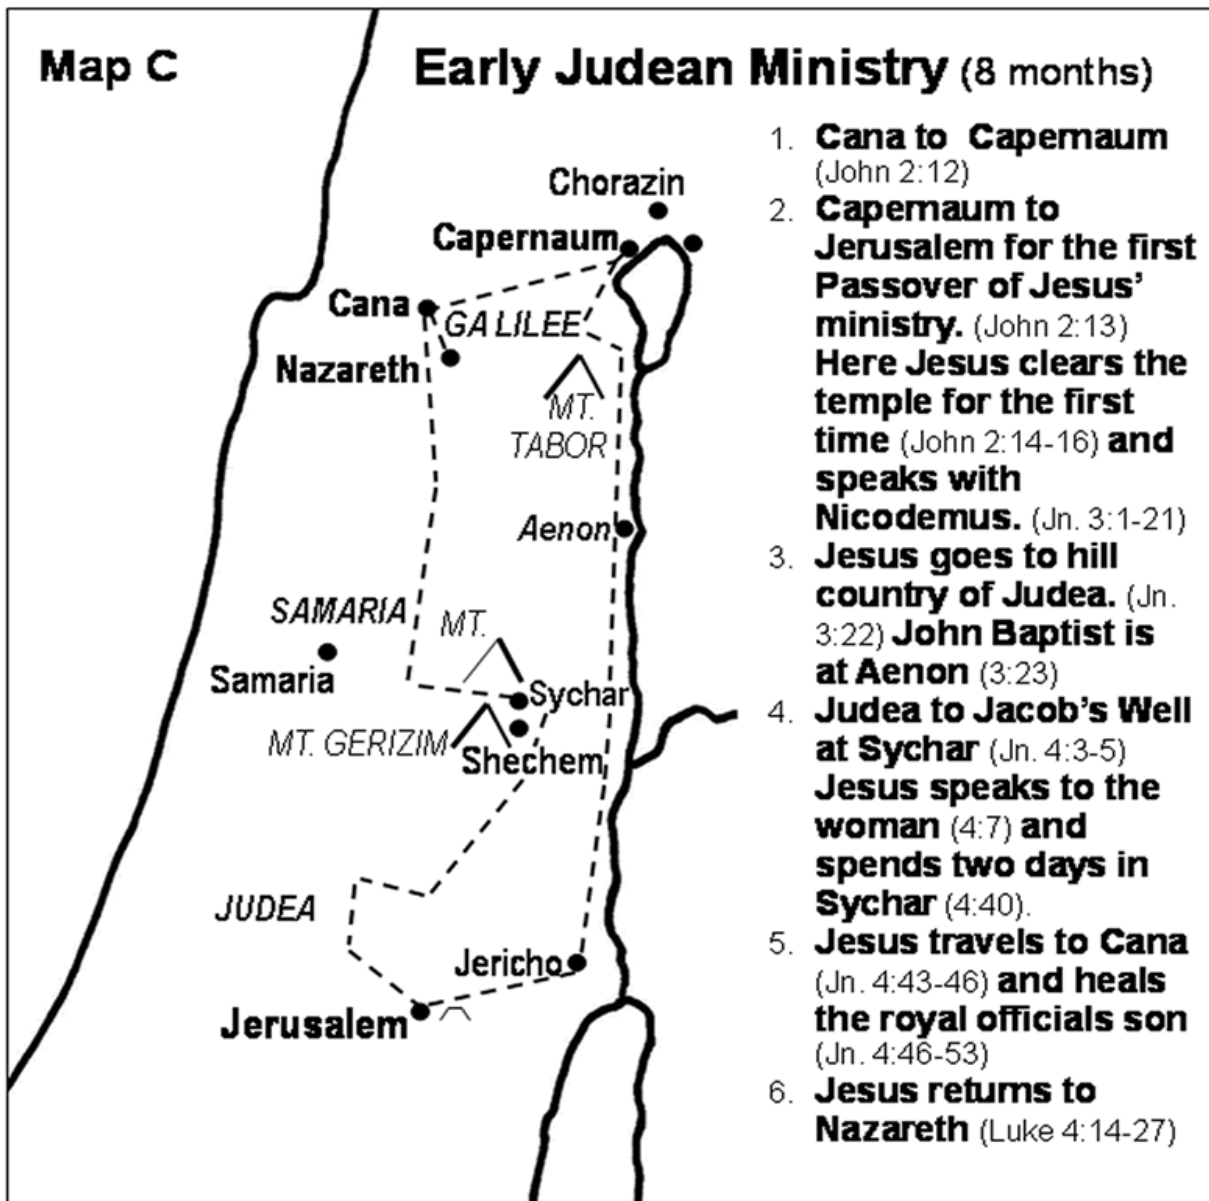 Map C
Early Judean Ministry (8 months)
Chorazin
Capernaum
Cana
GALILEE
Nazareth
MT.
TABOR
Aenon
SAMARIA
MT.
Samaria
Sychar
MT. GERIZIM
Shechem
JUDEA
Jericho
Jerusalem
1. Cana to Capernaum
(John 2:12)
2. Capernaum to
Jerusalem for the first
Passover of Jesus’
ministry. (John 2:13)
Here Jesus clears the
temple for the first
time (John 2:14-16) and
speaks with
Nicodemus. (Jn. 3:1-21)
3. Jesus goes to hill
country of Judea. (Jn.
3:22) John Baptist is
at Aenon (3:23)
4. Judea to Jacob’s Well
at Sychar (Jn. 4:3-5)
Jesus speaks to the
woman (4:7) and
spends two days in
Sychar (4:40).
5. Jesus travels to Cana
(Jn. 4:43-46) and heals
the royal officials son
(Jn. 4:46-53)
6. Jesus returns to
Nazareth (Luke 4:14-27)